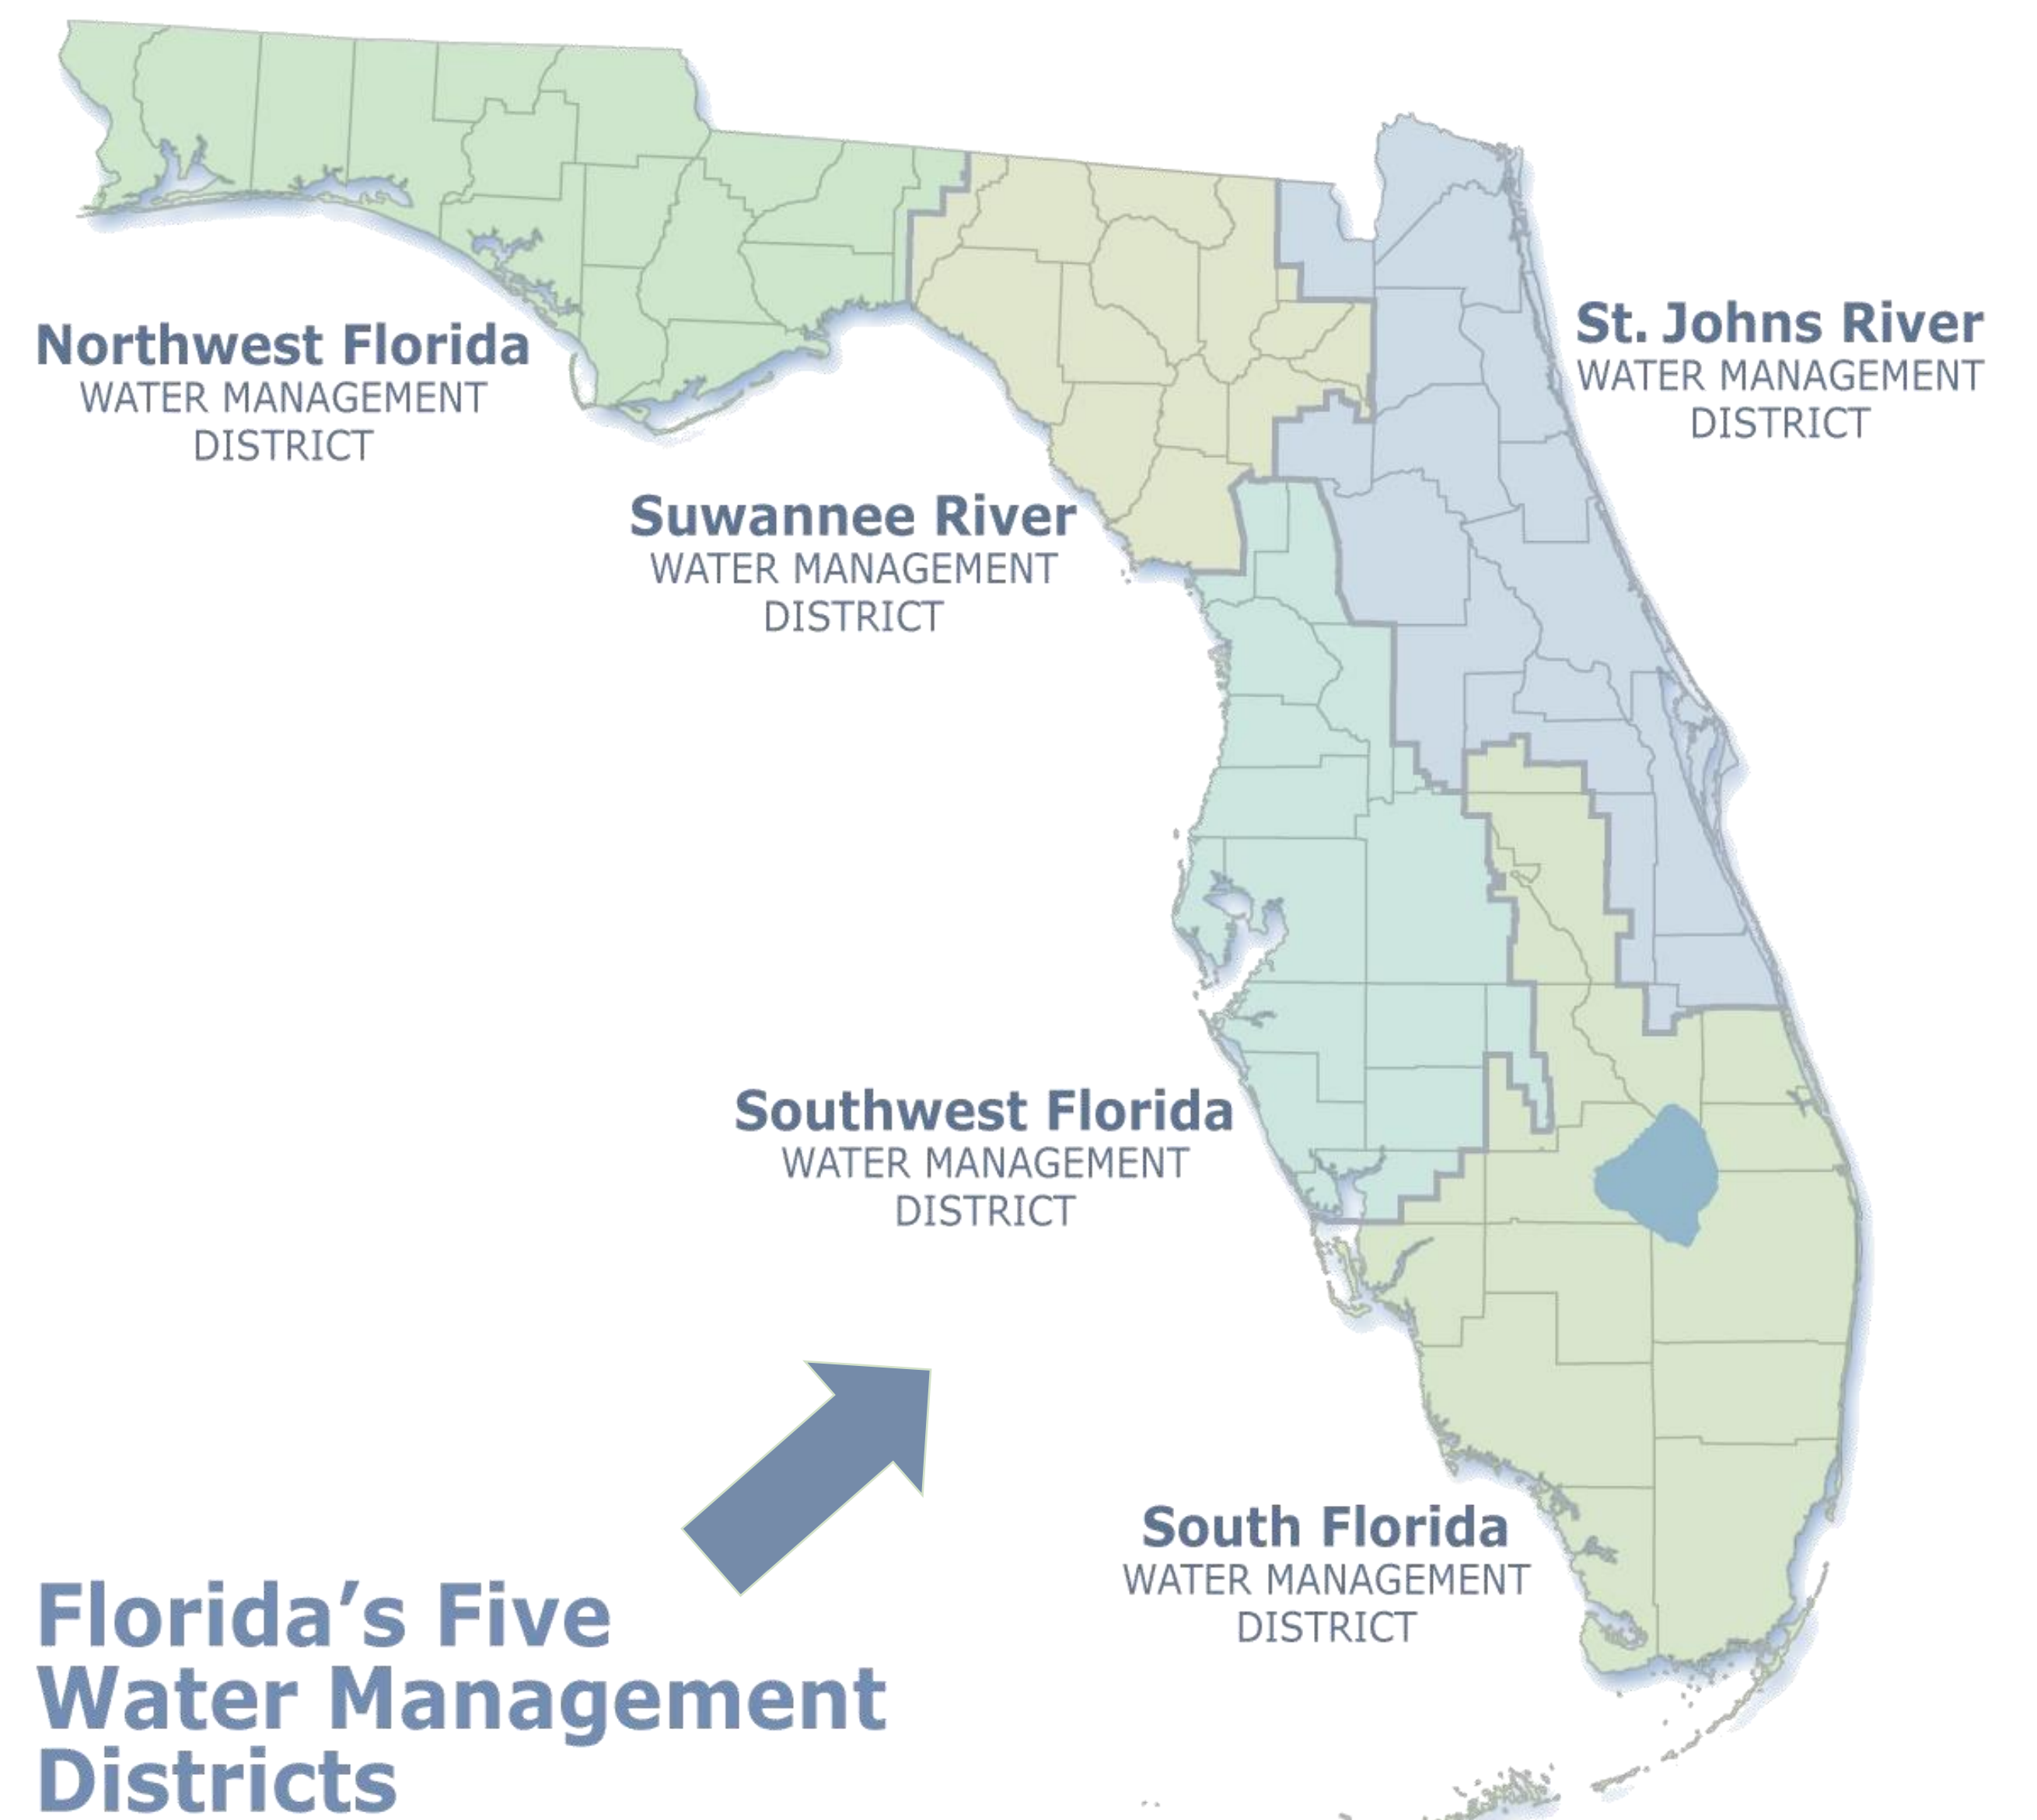 Northwest Florida
WATER MANAGEMENT
DISTRICT
St. Johns River
WATER MANAGEMENT
DISTRICT
Suwannee River
WATER MANAGEMENT
DISTRICT
Southwest Florida
WATER MANAGEMENT
DISTRICT
South Florida
WATER MANAGEMENT
DISTRICT
Florida’s Five
Water Management
Districts